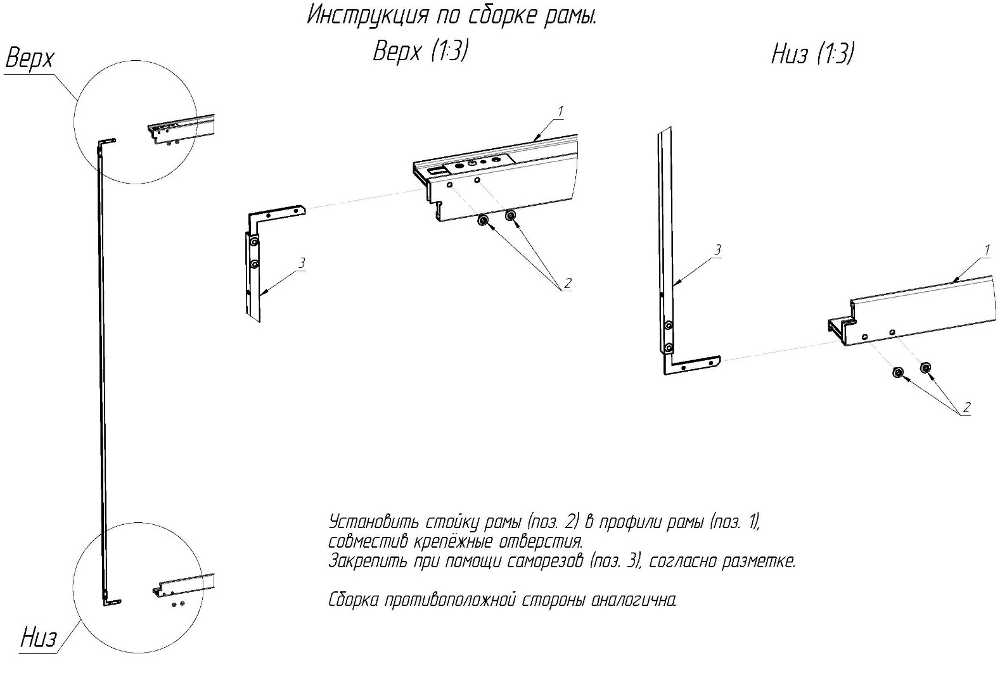 Инструкция по сборке рамы.
Верх (1:3)
Низ (1:3)
Верх
1
3
2
3
1
2
Установить стойку рамы (поз. 2) в профили рамы (поз. 1),
совместив крепёжные отверстия.
Закрепить при помощи саморезов (поз. 3), согласно разметке.
Сборка противоположной стороны аналогична.
Низ